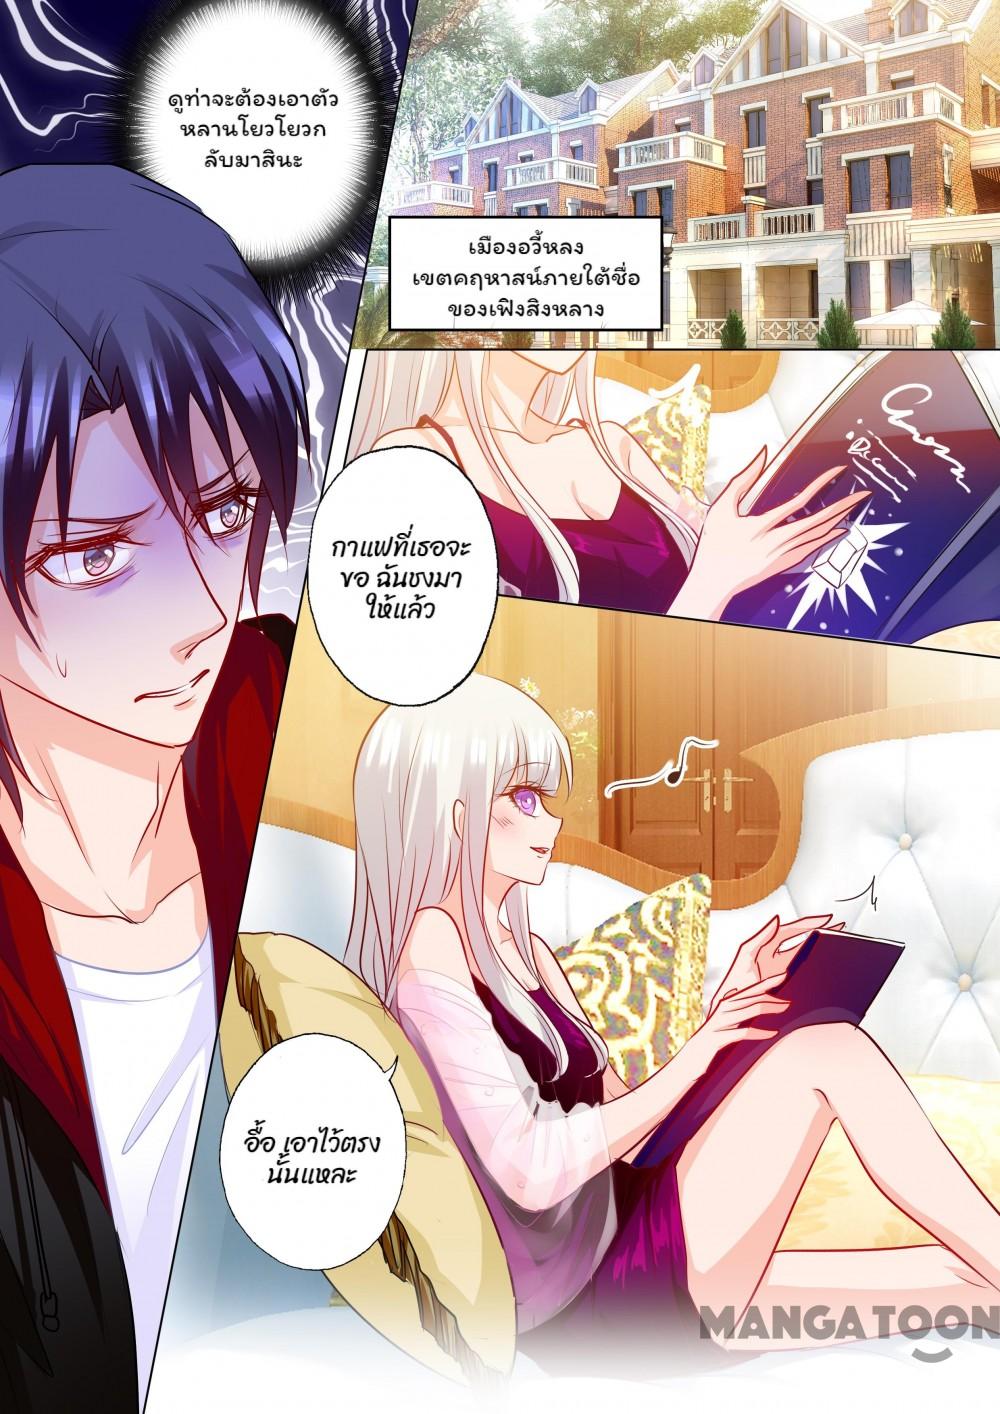 ดูท่าจะต้องเอาตัว
หลานโยวโยวก
ลับมาสินะ
เมืองอวี้หลง
เขตคฤหาสน์ภายใต้ชื่อ
ของเฟิงสิงหลาง
กาแฟที่เธอจะ
ขอ ฉันชงมา
ให้แล้ว
อื้อ เอาไว้ตรง
นั้นแหละ
MANGATOON